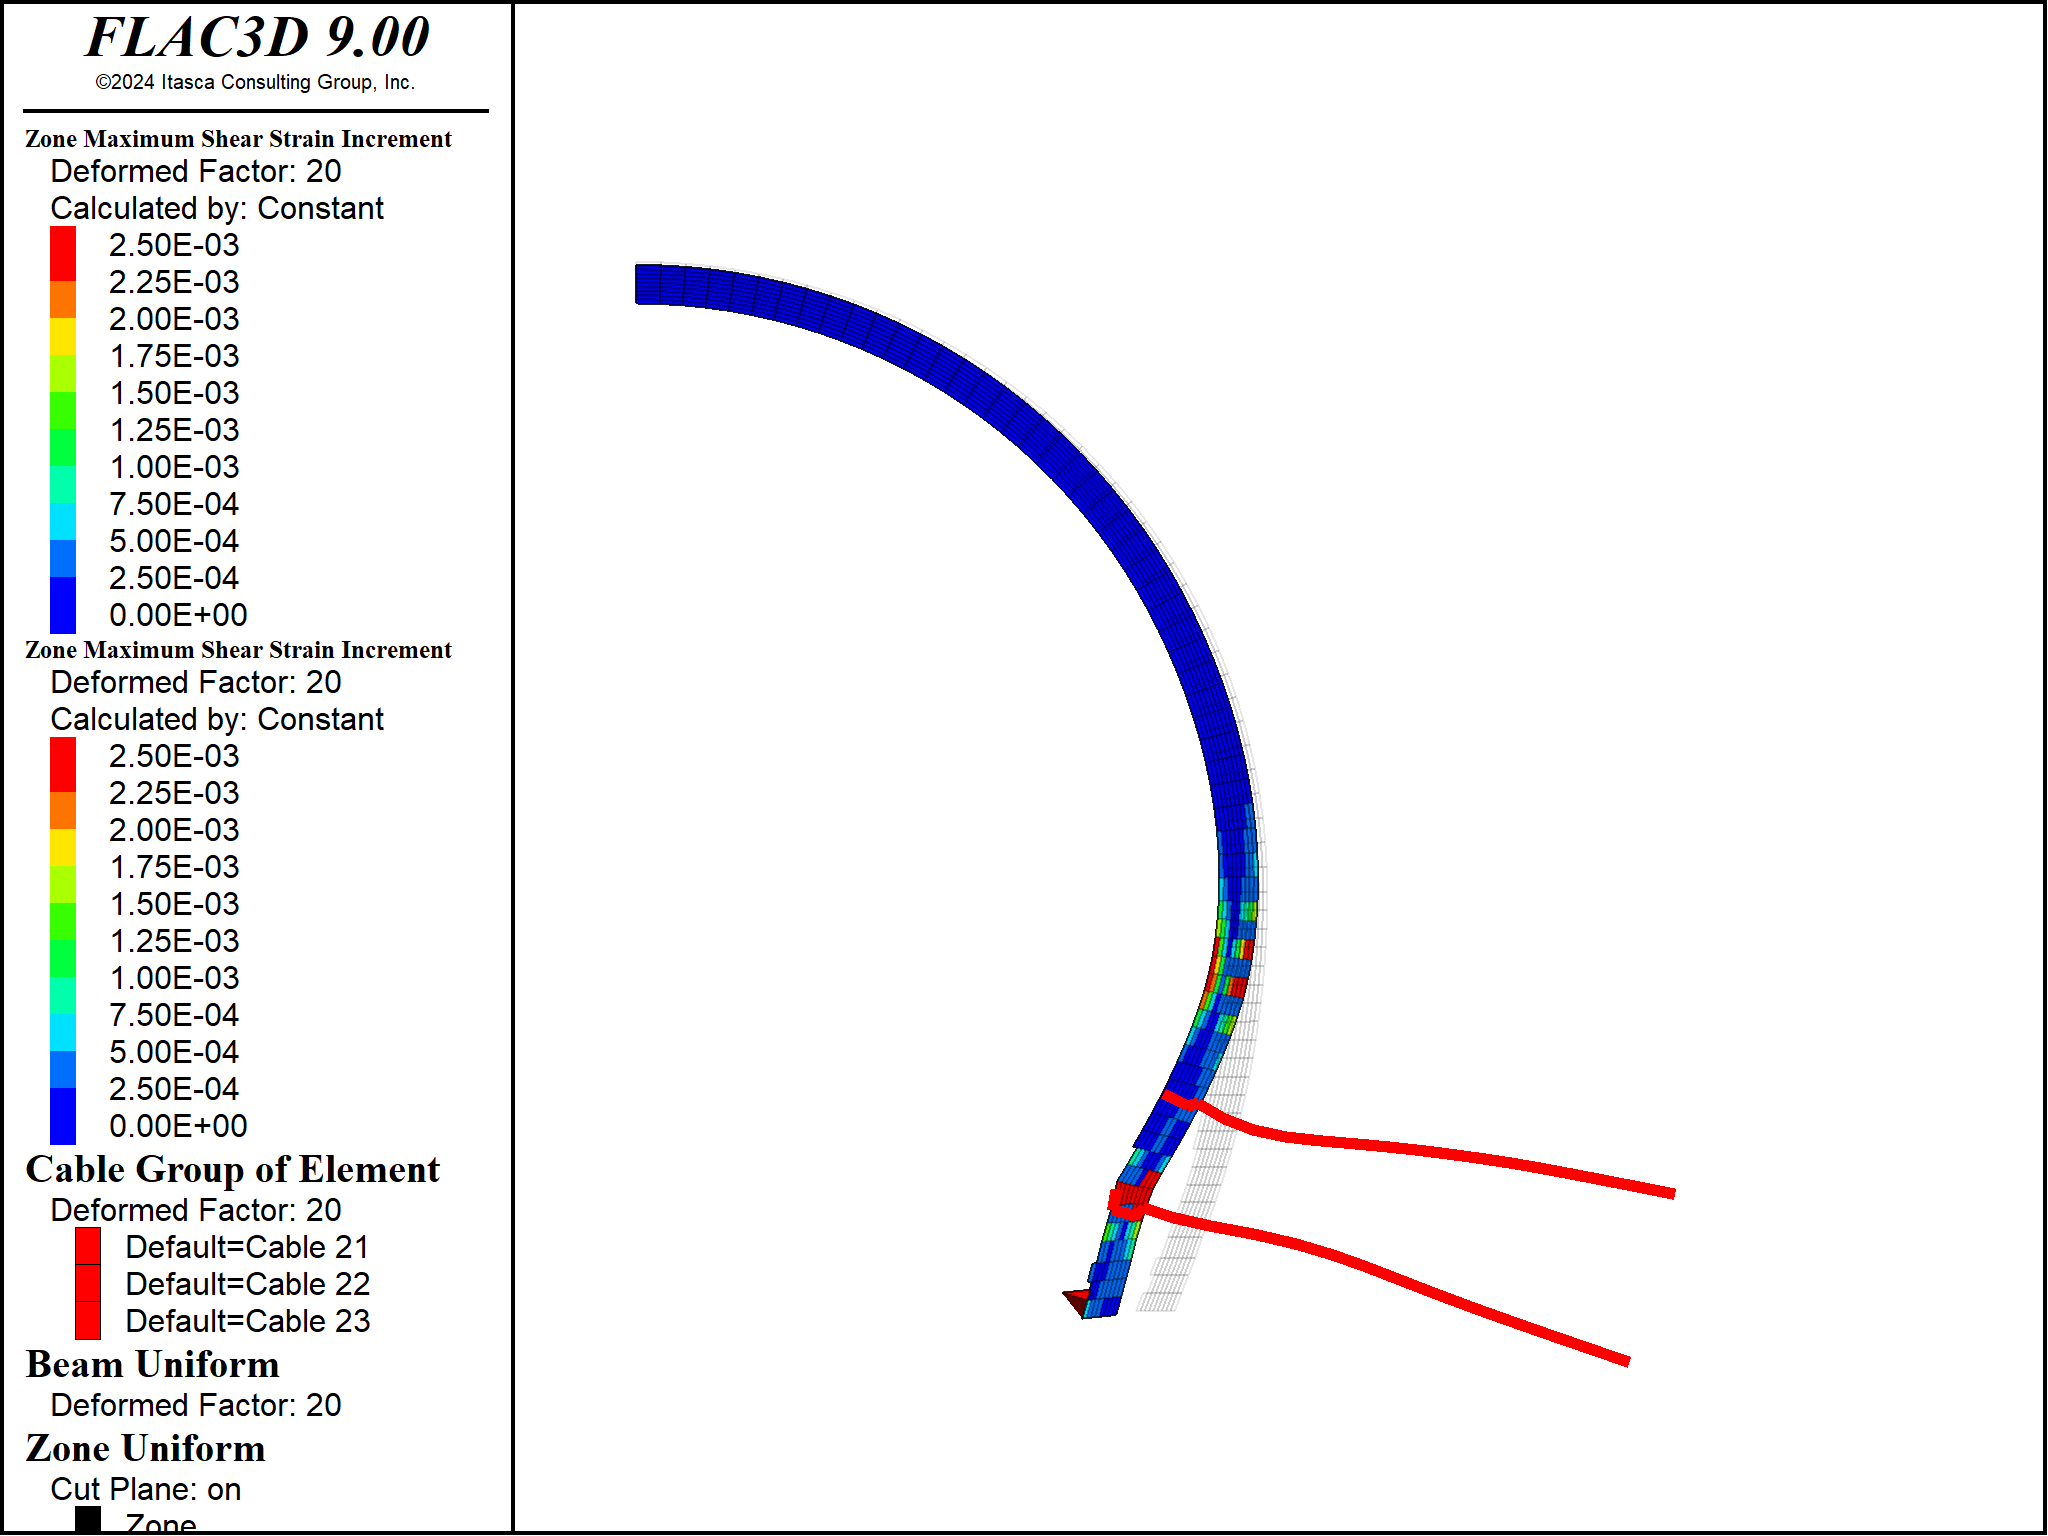 FLAC3D 9.00
©2024 Itasca Consulting Group, Inc.
Zone Maximum Shear Strain Increment
Deformed Factor: 20
Calculated by: Constant
2.50E-03
2.25E-03
2.00E-03
1.75E-03
1.50E-03
1.25E-03
1.00E-03
7.50E-04
5.00E-04
2.50E-04
0.00E+00
Zone Maximum Shear Strain Increment
Deformed Factor: 20
Calculated by: Constant
2.50E-03
2.25E-03
2.00E-03
1.75E-03
1.50E-03
1.25E-03
1.00E-03
7.50E-04
5.00E-04
2.50E-04
0.00E+00
Cable Group of Element
Deformed Factor: 20
Default=Cable 21
Default=Cable 22
Default=Cable 23
Beam Uniform
Deformed Factor: 20
Zone Uniform
Cut Plane: on
Zone